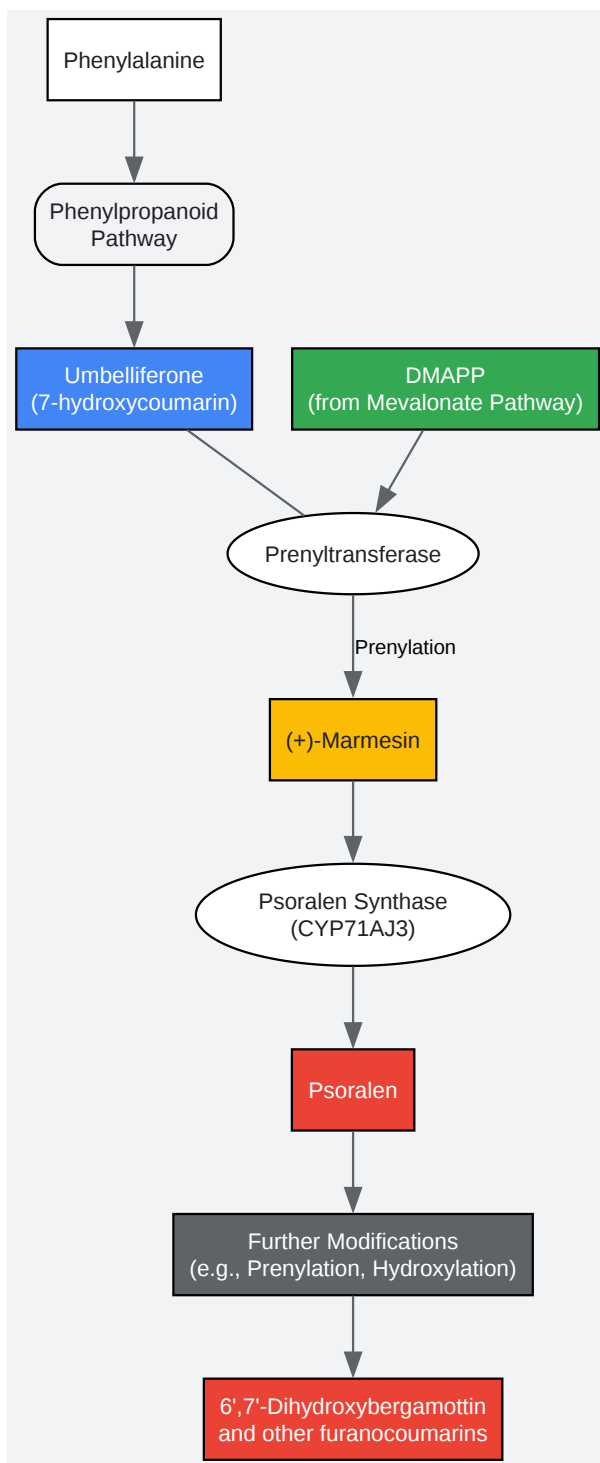 Phenylalanine
Phenylpropanoid
Pathway
Umbelliferone
(7-hydroxycoumarin)
DMAPP
(from Mevalonate Pathway)
Prenyltransferase
Prenylation
(+)-Marmesin
Psoralen Synthase
(CYP71AJ3)
Psoralen
Further Modifications
(e.g., Prenylation, Hydroxylation)
6',7'-Dihydroxybergamottin
and other furanocoumarins